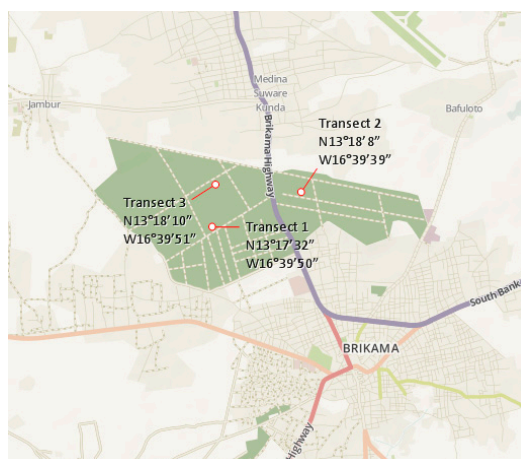 Medina
Suware
Kunda
Jambur
Bafuloto
Brikama Highway
Transect 2
N13°18′8″
W16°39′39″
Transect 3
N13°18′10″
W16°39′51″
Transect 1
N13°17′32″
W16°39′50″
South Bank
BRIKAMA
Highway